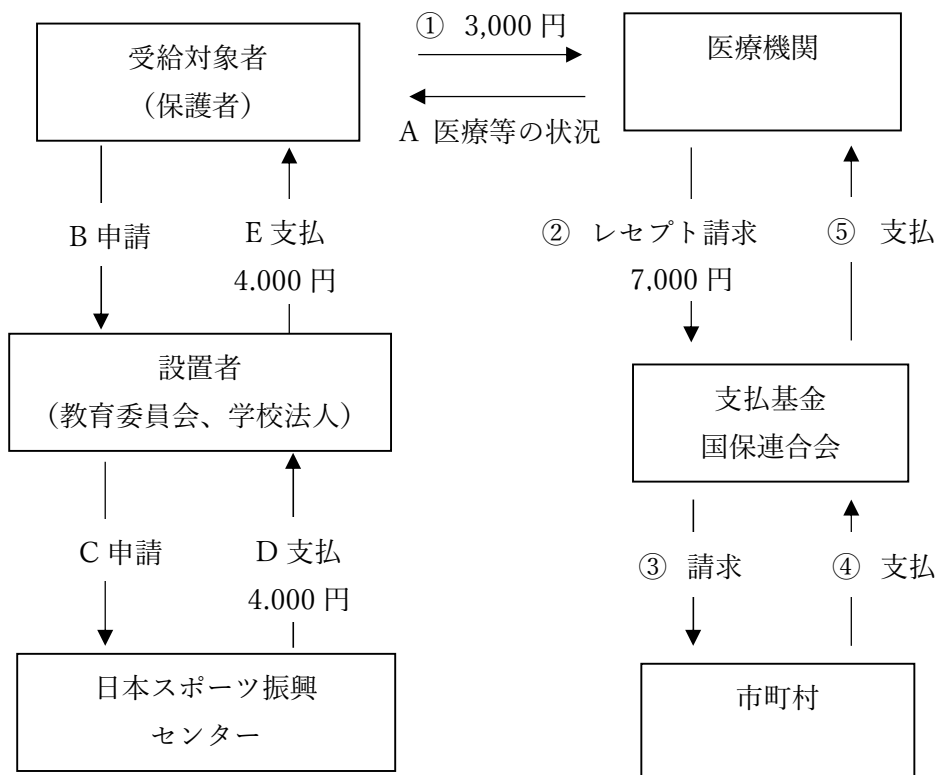 ① 3,000 円
受給対象者
（保護者）
医療機関
A 医療等の状況
B 申請
E 支払
4.000 円
② レセプト請求
7,000 円
⑤ 支払
設置者
（教育委員会、学校法人）
支払基金
国保連合会
C 申請
D 支払
4.000 円
③ 請求
④ 支払
日本スポーツ振興
センター
市町村